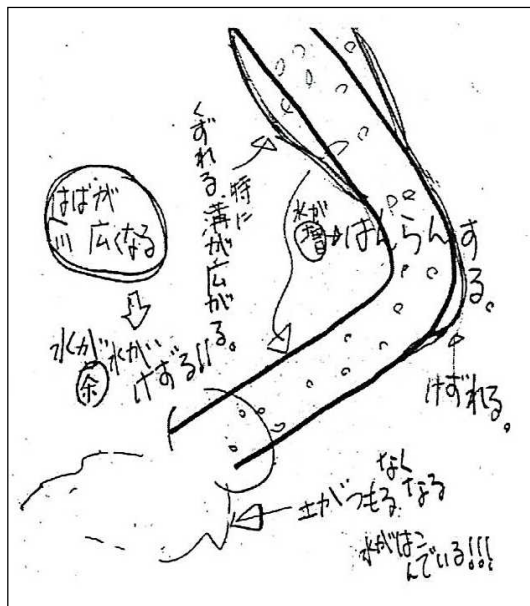 くずれる溝が広がる。
特に
はばが
川 広くなる
水が
増→はんらんする。
水が水が
余 けずる!!
けずれる。
土がつもる
なく
なる
水がはこ
んでいる!!!